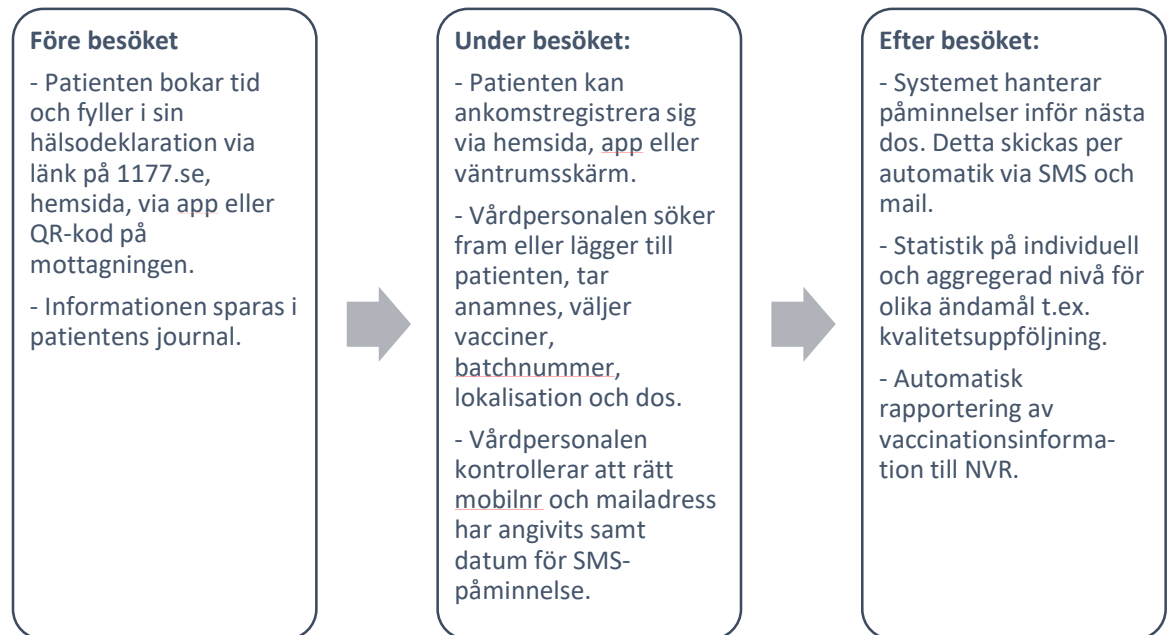 Före besöket
- Patienten bokar tid
och fyller i sin
hälsodeklaration via
länk på 1177.se,
hemsida, via app eller
QR-kod på
mottagningen.
- Informationen sparas i
patientens journal.
Under besöket:
- Patienten kan
ankomstregistrera sig
via hemsida, app eller
väntrumsskärm.
- Vårdpersonalen söker
fram eller lägger till
patienten, tar
anamnes, väljer
vacciner,
batchnummer,
lokalisation och dos.
- Vårdpersonalen
kontrollerar att rätt
mobilnr och mailadress
har angivits samt
datum för SMS-
påminnelse.
Efter besöket:
- Systemet hanterar
påminnelser inför nästa
dos. Detta skickas per
automatik via SMS och
mail.
- Statistik på individuell
och aggregerad nivå för
olika ändamål t.ex.
kvalitetsuppföljning.
- Automatisk
rapportering av
vaccinationsinforma-
tion till NVR.